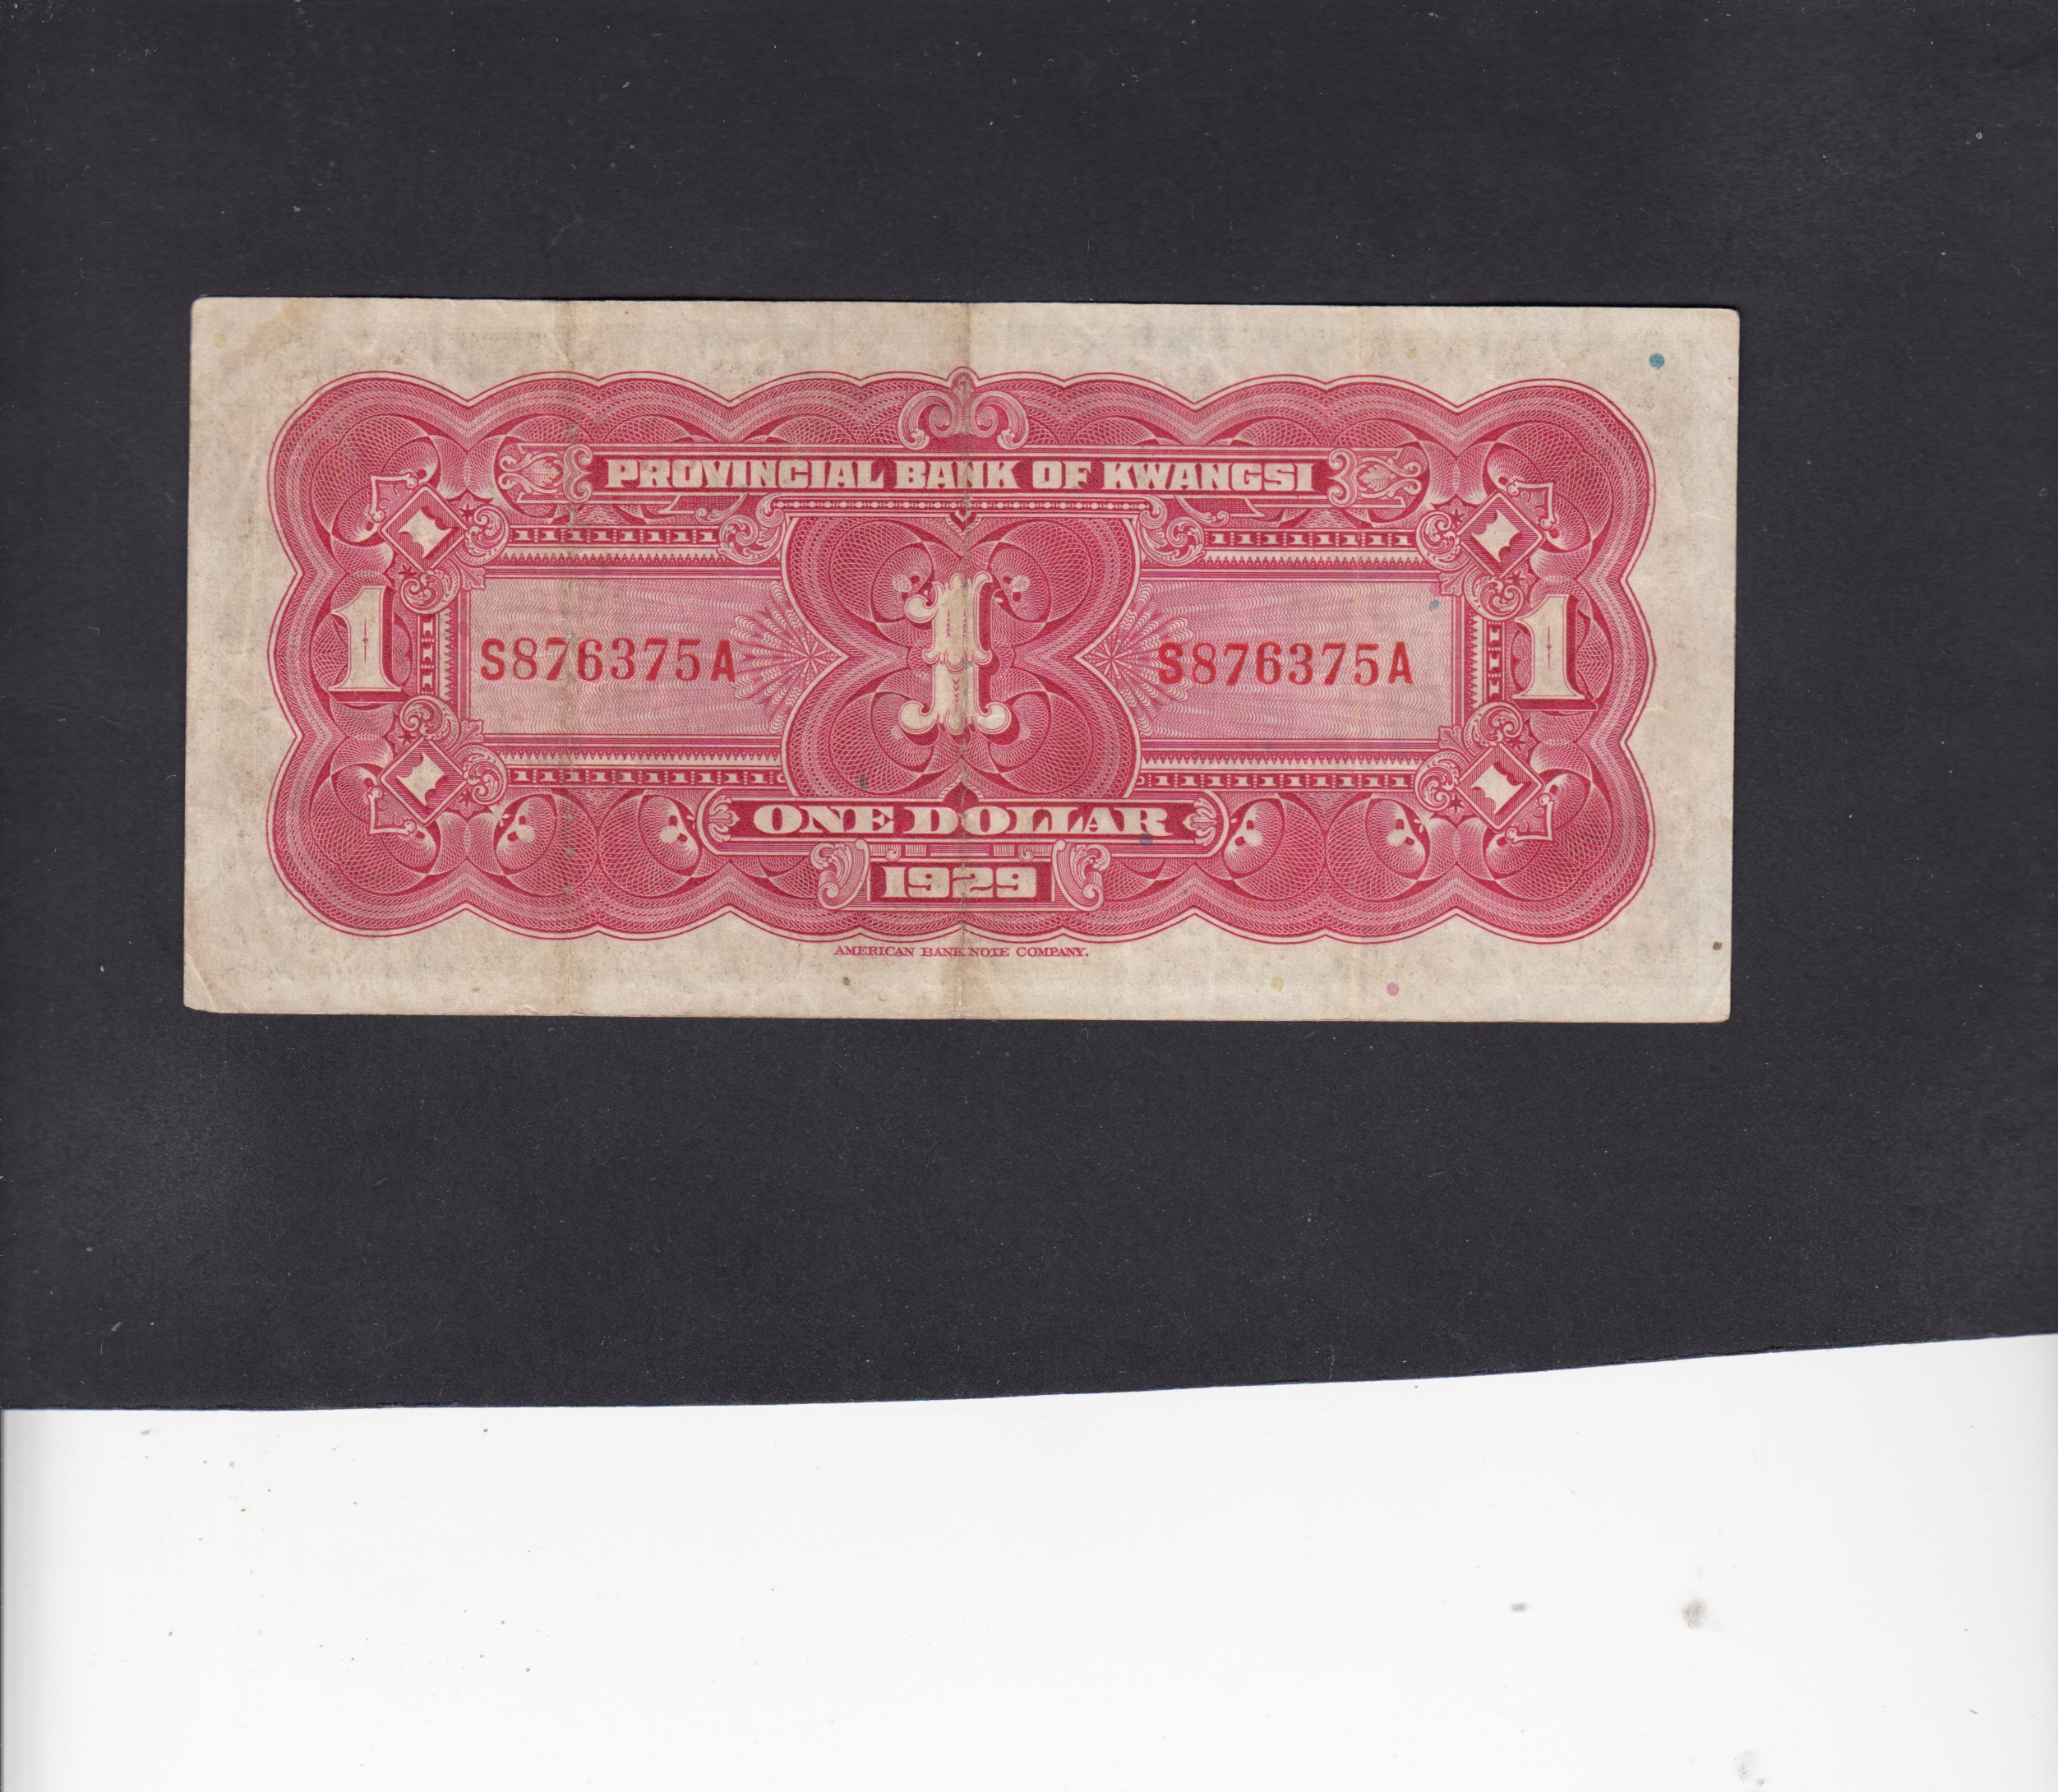 PROVINCIAL BANK OF KWANGSI
1 1
S876375A 1 S876375A
ONE DOLLAR
1929
AMERICAN BANK NOTE COMPANY.